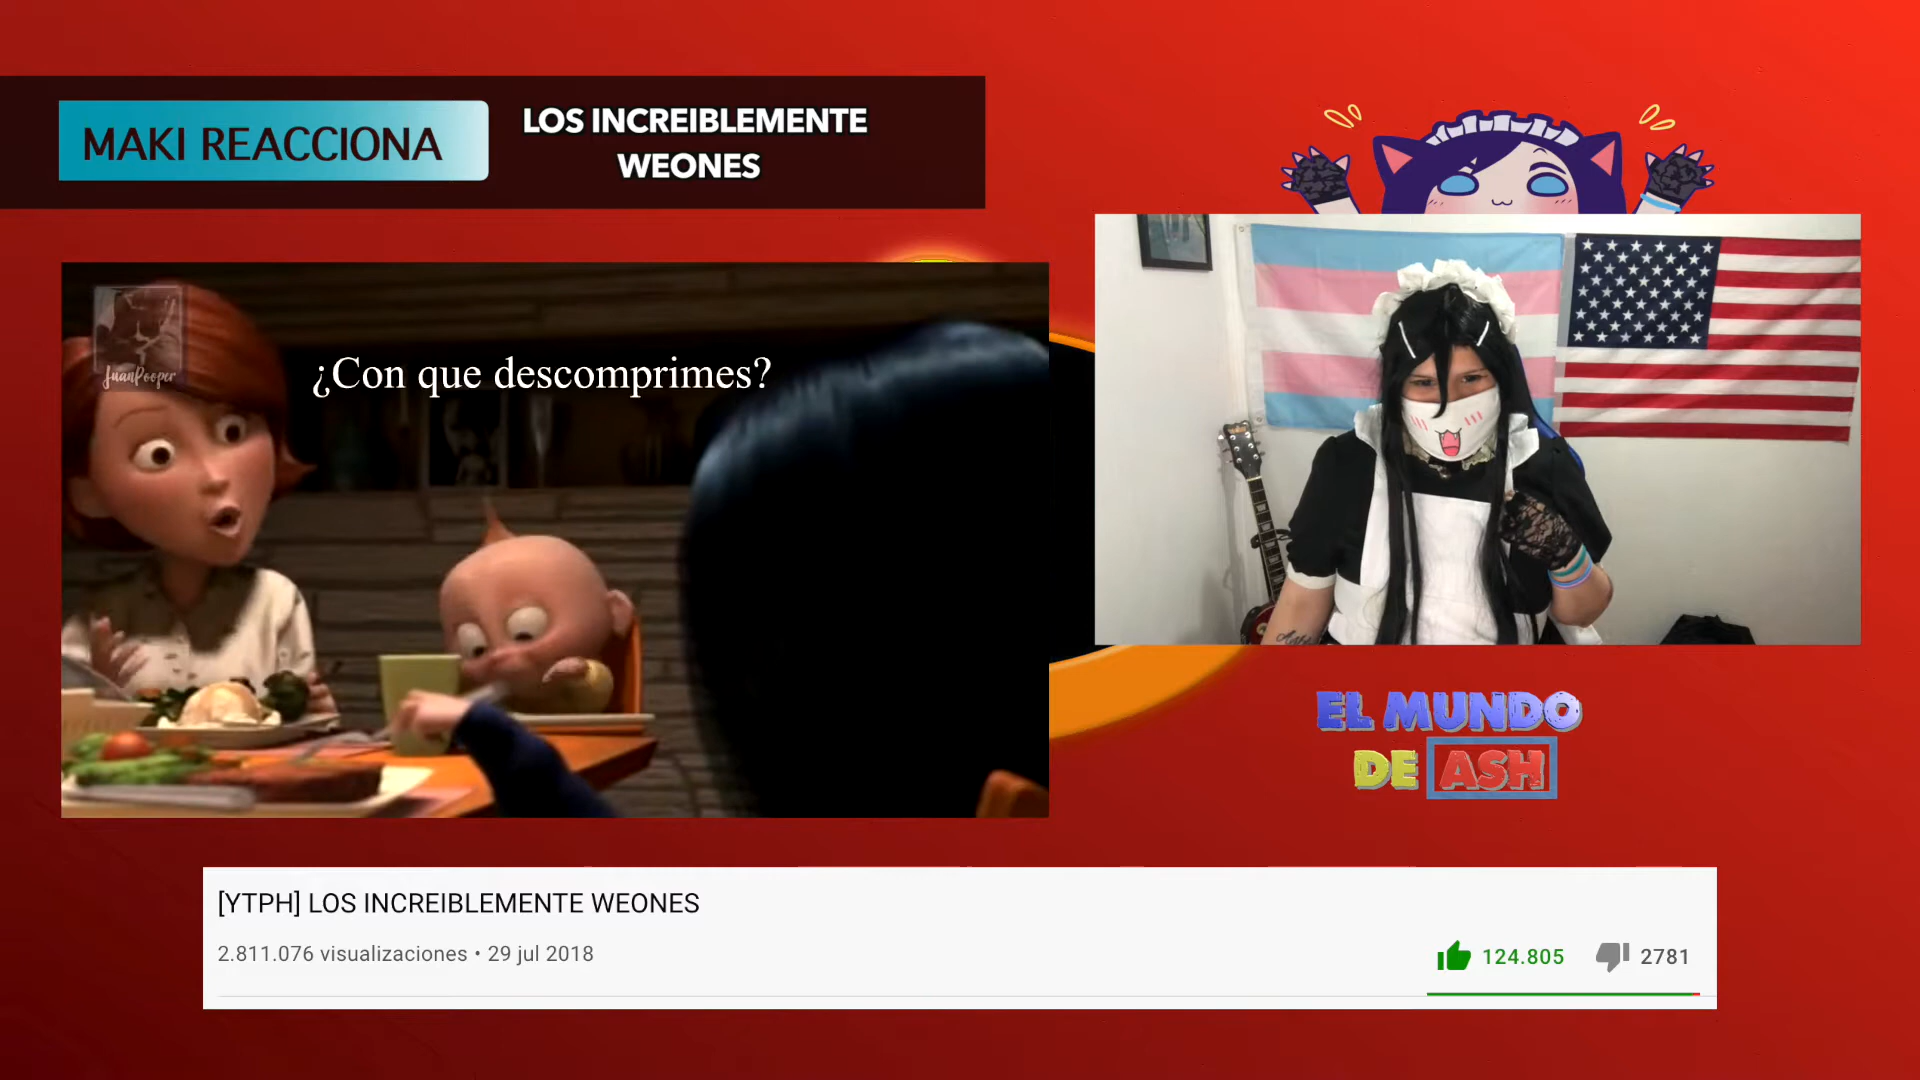 MAKI REACCIONA
LOS INCREIBLEMENTE
WEONES
JuanPooper
¿Con que descomprimes?
EL MUNDO
DE ASH
[YTPH] LOS INCREIBLEMENTE WEONES
2.811.076 visualizaciones • 29 jul 2018
124.805
2781